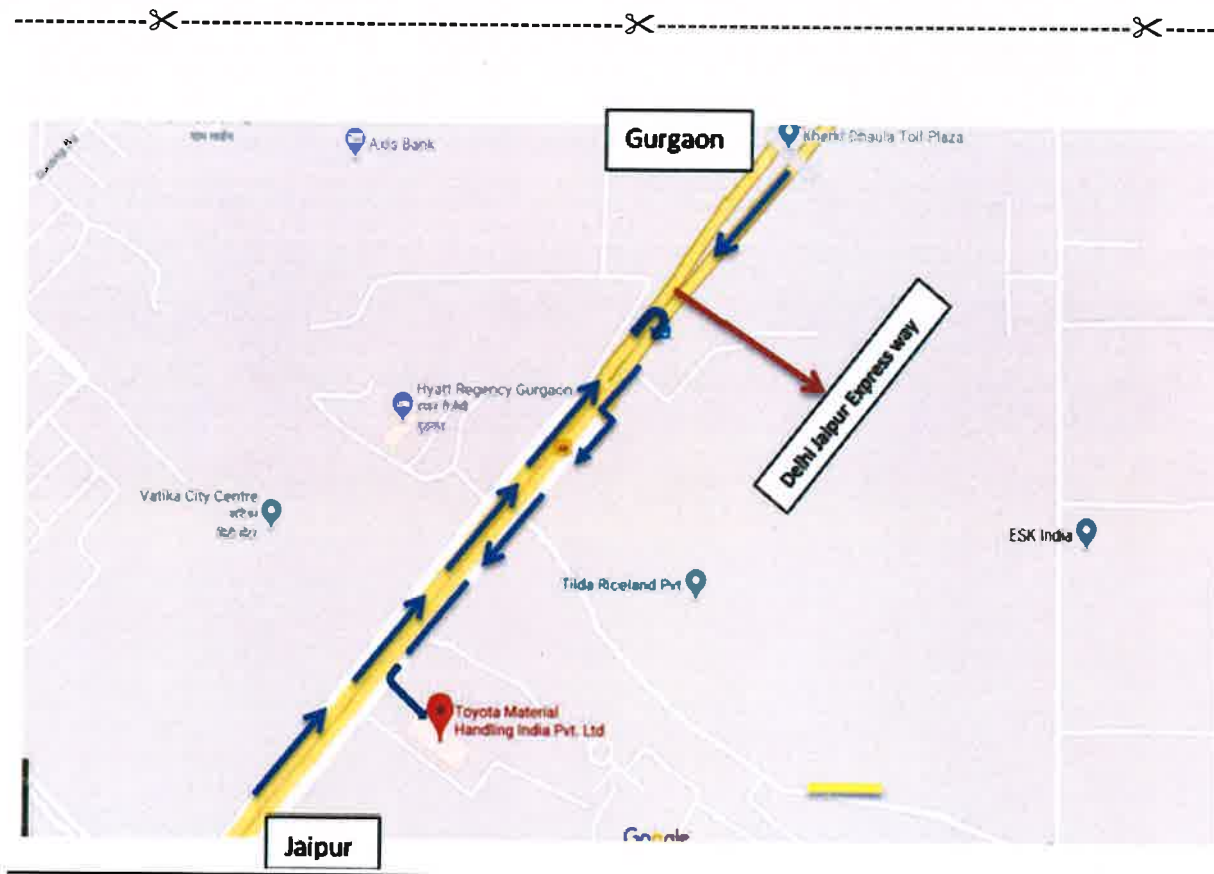 Gurgaon
Axis Bank
Kherki Dhaula Toll Plaza
Delhi Jaipur Express way
Hyatt Regency Gurgaon
Vatika City Centre
ESK India
Tilda Riceland Pvt
Toyota Material
Handling India Pvt. Ltd
Google
Jaipur